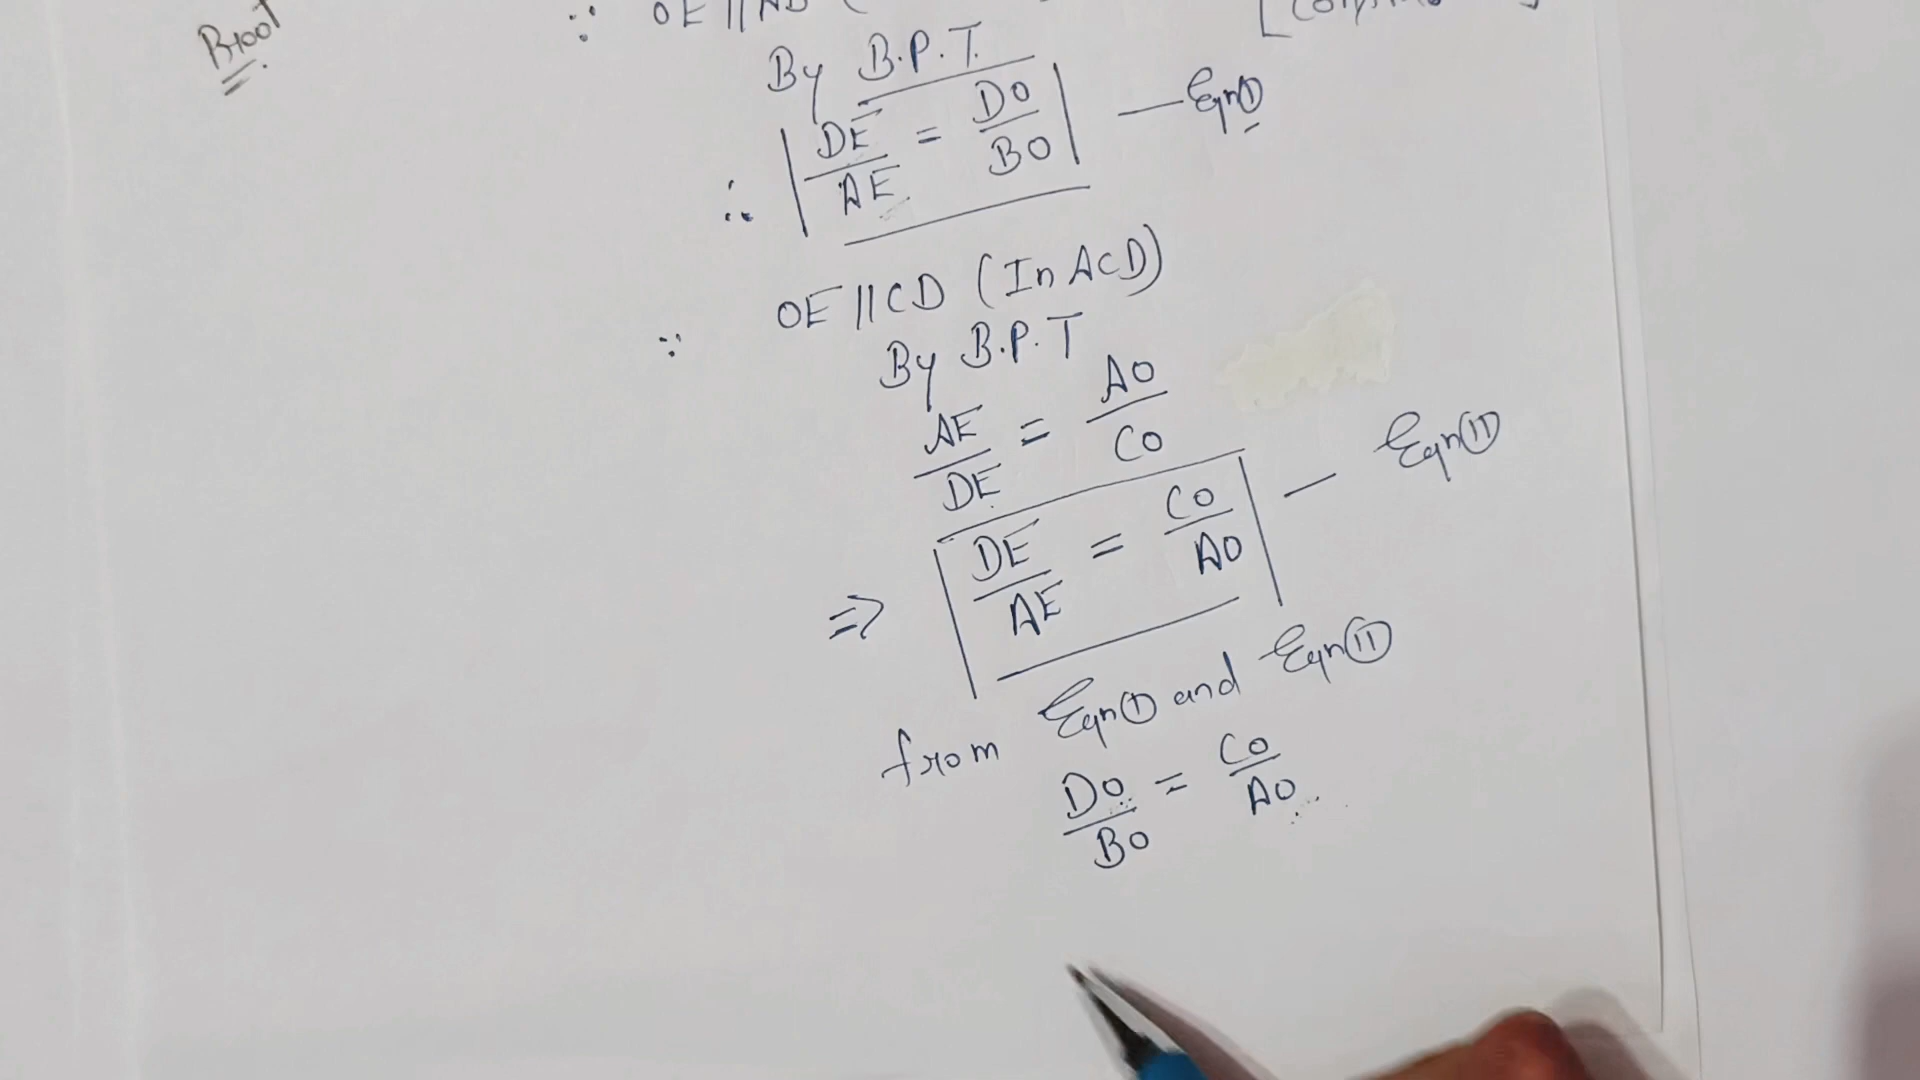 Proof
∵ OE || AB (
By B.P.T.
∴ DE/AE = DO/BO — Eqn(I)
∵ OE || CD (In ACD)
By B.P.T
AE/DE = AO/CO
⇒ DE/AE = CO/AO — Eqn(II)
from Eqn(I) and Eqn(II)
DO/BO = CO/AO